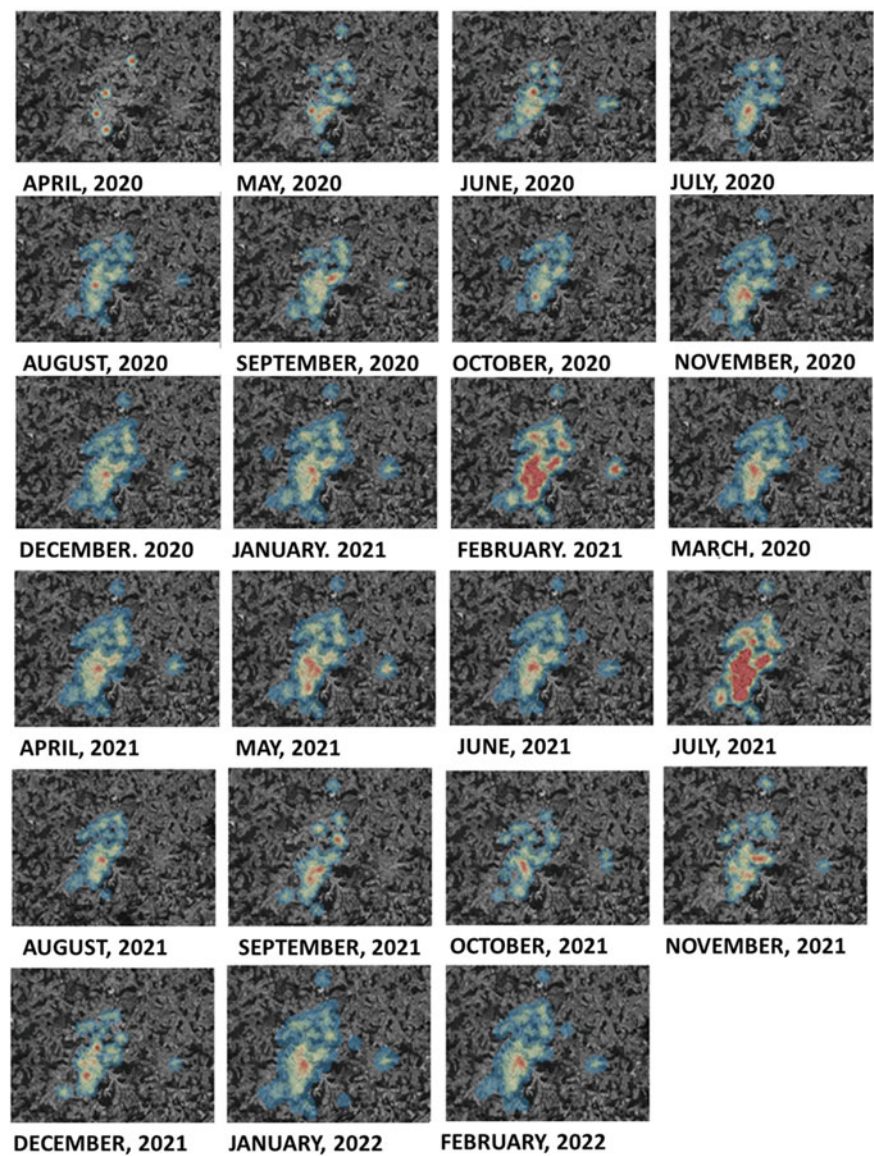 APRIL, 2020
MAY, 2020
JUNE, 2020
JULY, 2020
AUGUST, 2020
SEPTEMBER, 2020
OCTOBER, 2020
NOVEMBER, 2020
DECEMBER. 2020
JANUARY. 2021
FEBRUARY. 2021
MARCH, 2020
APRIL, 2021
MAY, 2021
JUNE, 2021
JULY, 2021
AUGUST, 2021
SEPTEMBER, 2021
OCTOBER, 2021
NOVEMBER, 2021
DECEMBER, 2021
JANUARY, 2022
FEBRUARY, 2022